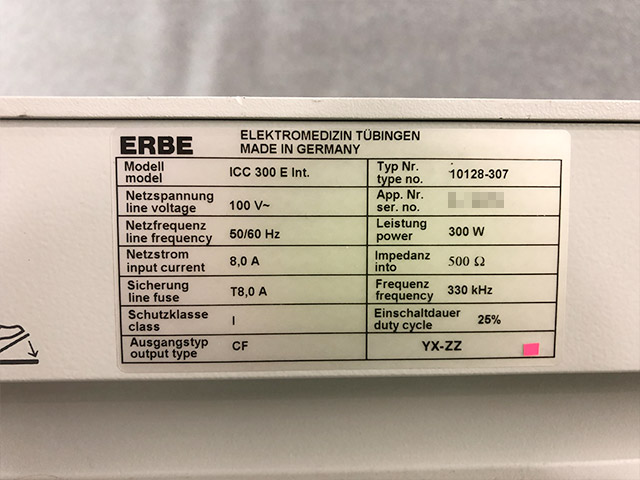 ERBE
ELEKTROMEDIZIN TÜBINGEN
MADE IN GERMANY
Modell
model
ICC 300 E Int.
Typ Nr.
type no.
10128-307
Netzspannung
line voltage
100 V~
App. Nr.
ser. no.
Netzfrequenz
line frequency
50/60 Hz
Leistung
power
300 W
Netzstrom
input current
8,0 A
Impedanz
into
500 Ω
Sicherung
line fuse
T8,0 A
Frequenz
frequency
330 kHz
Schutzklasse
class
I
Einschaltdauer
duty cycle
25%
Ausgangstyp
output type
CF
YX-ZZ